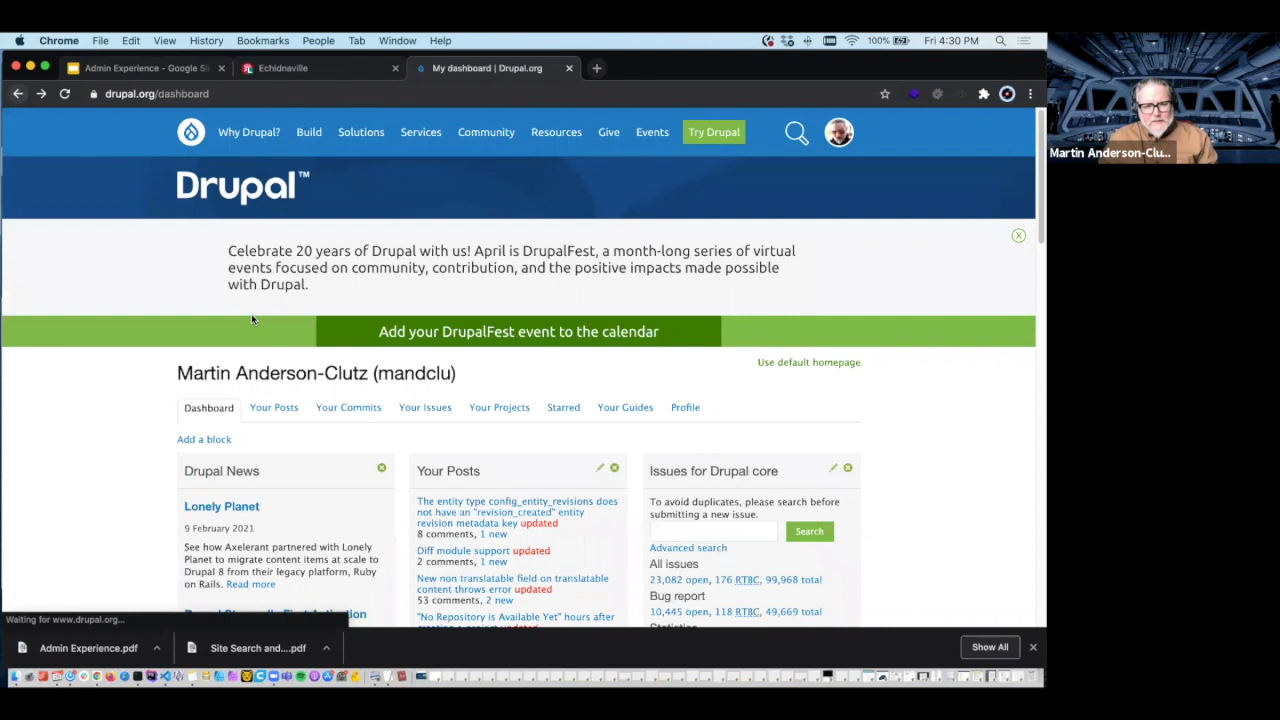 Chrome File Edit View History Bookmarks People Tab Window Help 100% Fri 4:30 PM
Admin Experience - Google Sl Echidnaville My dashboard | Drupal.org
drupal.org/dashboard
Why Drupal? Build Solutions Services Community Resources Give Events Try Drupal
Martin Anderson-Clu...
Drupal™
Celebrate 20 years of Drupal with us! April is DrupalFest, a month-long series of virtual
events focused on community, contribution, and the positive impacts made possible
with Drupal.
Add your DrupalFest event to the calendar
Use default homepage
Martin Anderson-Clutz (mandclu)
Dashboard Your Posts Your Commits Your Issues Your Projects Starred Your Guides Profile
Add a block
Drupal News
Lonely Planet
9 February 2021
See how Axelerant partnered with Lonely
Planet to migrate content items at scale to
Drupal 8 from their legacy platform, Ruby
on Rails. Read more
Your Posts
The entity type config_entity_revisions does
not have an "revision_created" entity
revision metadata key updated
8 comments, 1 new
Diff module support updated
2 comments, 1 new
New non translatable field on translatable
content throws error updated
53 comments, 2 new
"No Repository is Available Yet" hours after
Issues for Drupal core
To avoid duplicates, please search before
submitting a new issue.
Search
Advanced search
All issues
23,082 open, 176 RTBC, 99,968 total
Bug report
10,445 open, 118 RTBC, 49,669 total
Waiting for www.drupal.org...
Admin Experience.pdf Site Search and....pdf Show All